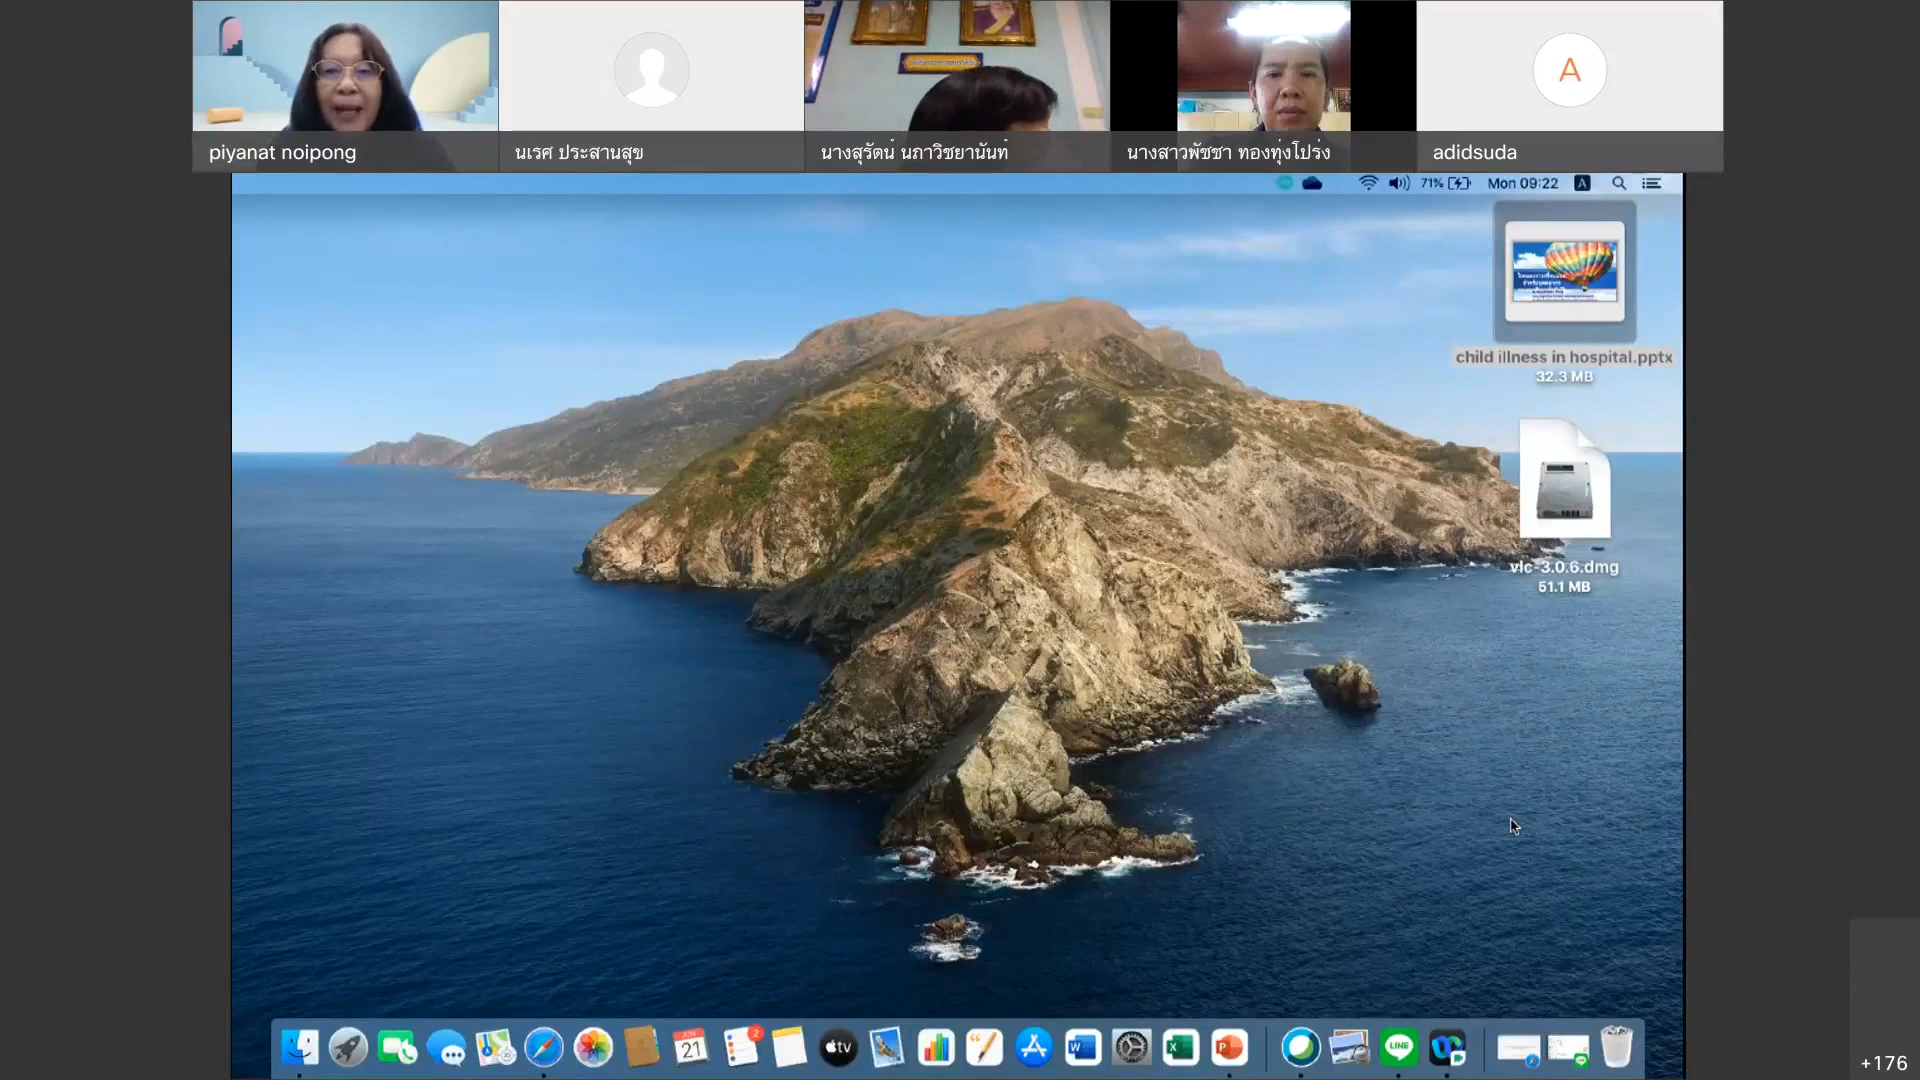 piyanat noipong
นเรศ ประสานสุข
นางสุรัตน์ นภาวิชยานันท์
นางสาวพัชชา ทองทุ่งโปร่ง
A
adidsuda
71%
Mon 09:22
A
child illness in hospital.pptx
32.3 MB
vlc-3.0.6.dmg
51.1 MB
JUN
21
2
tv
W
X
P
LINE
+176